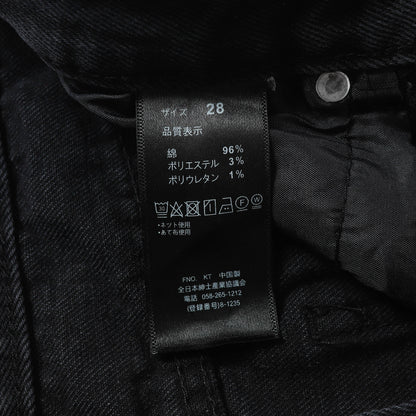 サイズ 28
品質表示
綿 96%
ポリエステル 3%
ポリウレタン 1%
・ネット使用
・あて布使用
FNO. KT 中国製
全日本紳士産業協議会
電話 058-265-1212
(登録番号)8-1235